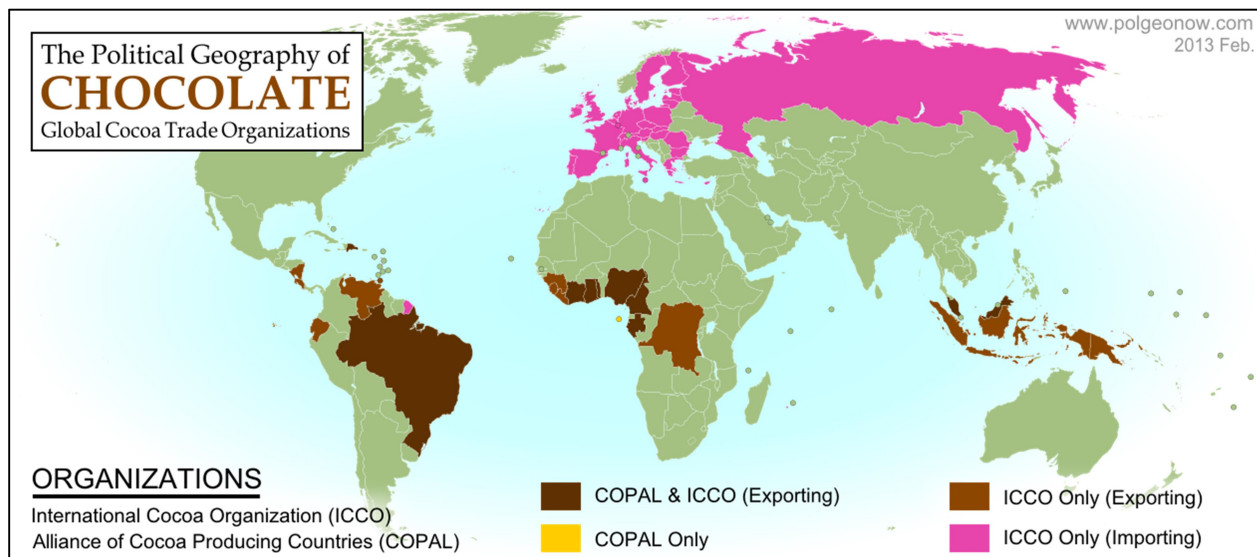 The Political Geography of
CHOCOLATE
Global Cocoa Trade Organizations
www.polgeonow.com
2013 Feb.
ORGANIZATIONS
International Cocoa Organization (ICCO)
Alliance of Cocoa Producing Countries (COPAL)
COPAL & ICCO (Exporting)
COPAL Only
ICCO Only (Exporting)
ICCO Only (Importing)